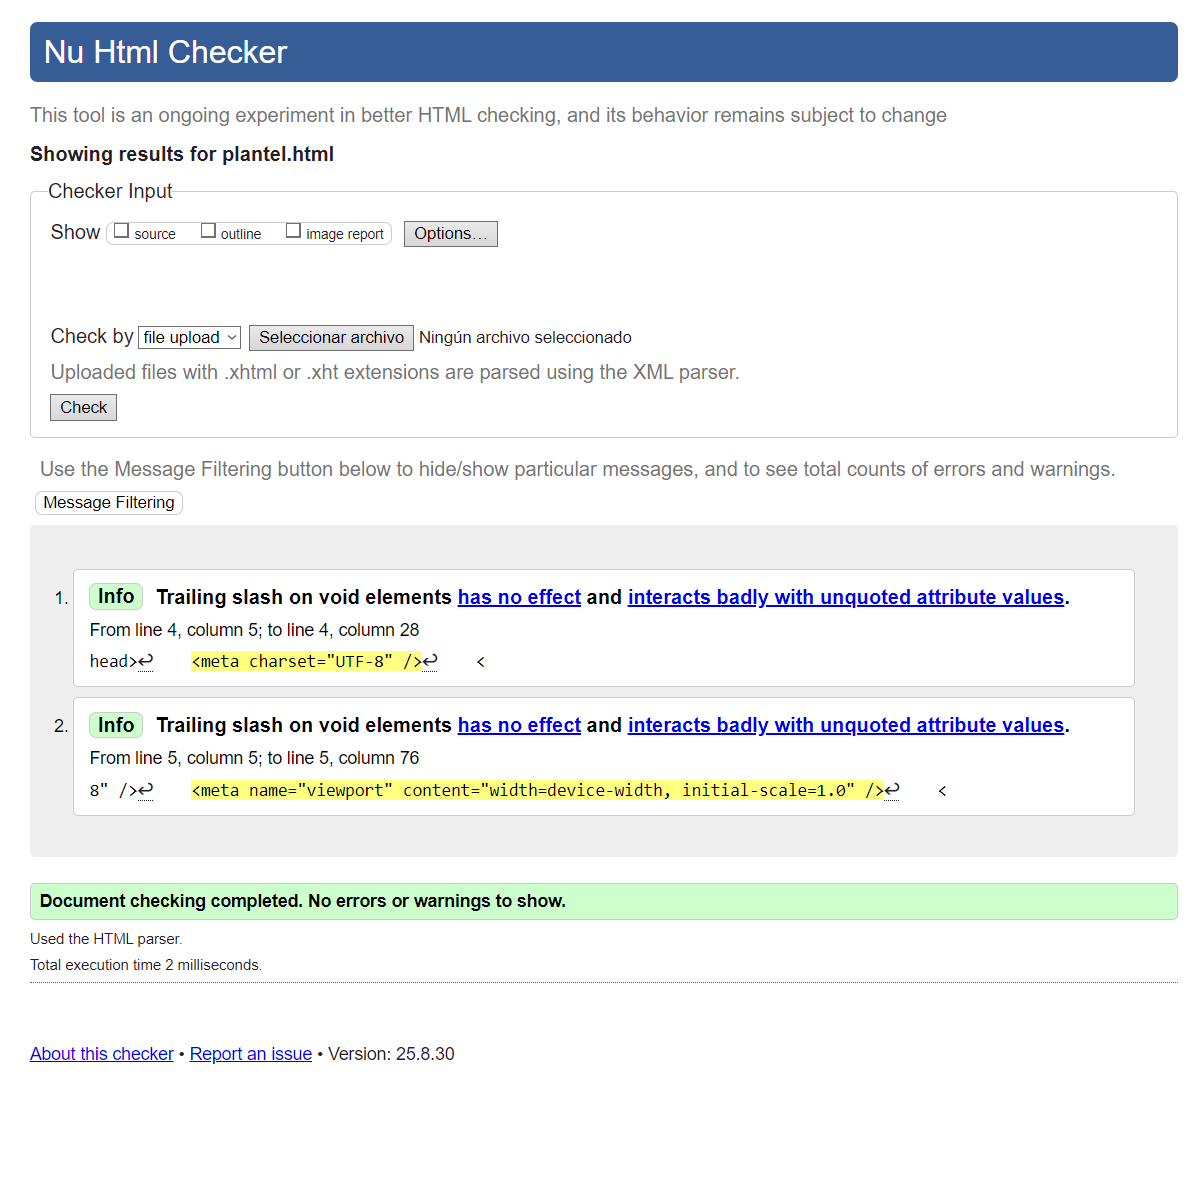 Nu Html Checker
This tool is an ongoing experiment in better HTML checking, and its behavior remains subject to change
Showing results for plantel.html
Checker Input
Show source outline image report Options…
Check by file upload Seleccionar archivo Ningún archivo seleccionado
Uploaded files with .xhtml or .xht extensions are parsed using the XML parser.
Check
Use the Message Filtering button below to hide/show particular messages, and to see total counts of errors and warnings.
Message Filtering
1. Info Trailing slash on void elements has no effect and interacts badly with unquoted attribute values.
From line 4, column 5; to line 4, column 28
head>↩    <meta charset="UTF-8" />↩    <
2. Info Trailing slash on void elements has no effect and interacts badly with unquoted attribute values.
From line 5, column 5; to line 5, column 76
8" />↩    <meta name="viewport" content="width=device-width, initial-scale=1.0" />↩    <
Document checking completed. No errors or warnings to show.
Used the HTML parser.
Total execution time 2 milliseconds.
About this checker • Report an issue • Version: 25.8.30